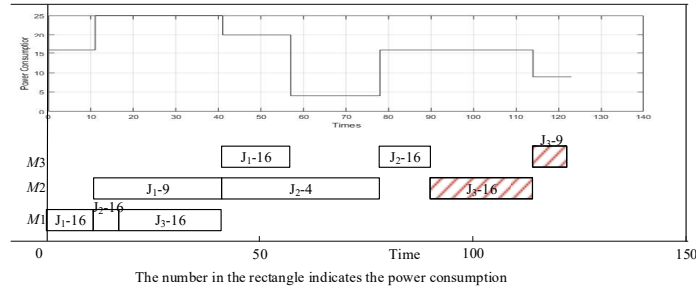 25
20
15
10
5
0
Power Consumption
0 10 20 30 40 50 60 70 80 90 100 110 120 130 140
Times
J3-9
M3 J1-16 J2-16
M2 J1-9 J2-4 J3-16
J2-16
M1 J1-16 J3-16
0 50 Time 100 150
The number in the rectangle indicates the power consumption